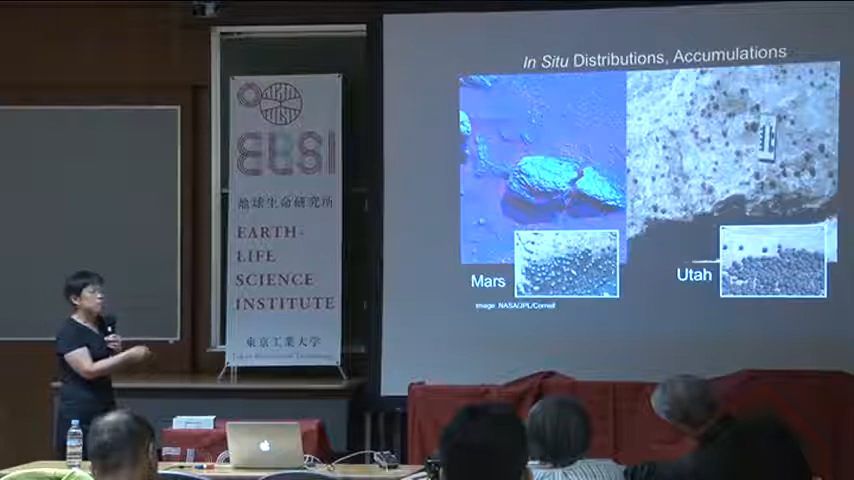 ELSI
地球生命研究所
EARTH-
LIFE
SCIENCE
INSTITUTE
東京工業大学
Tokyo Institute of Technology
In Situ Distributions, Accumulations
Mars
Utah
image: NASA/JPL/Cornell